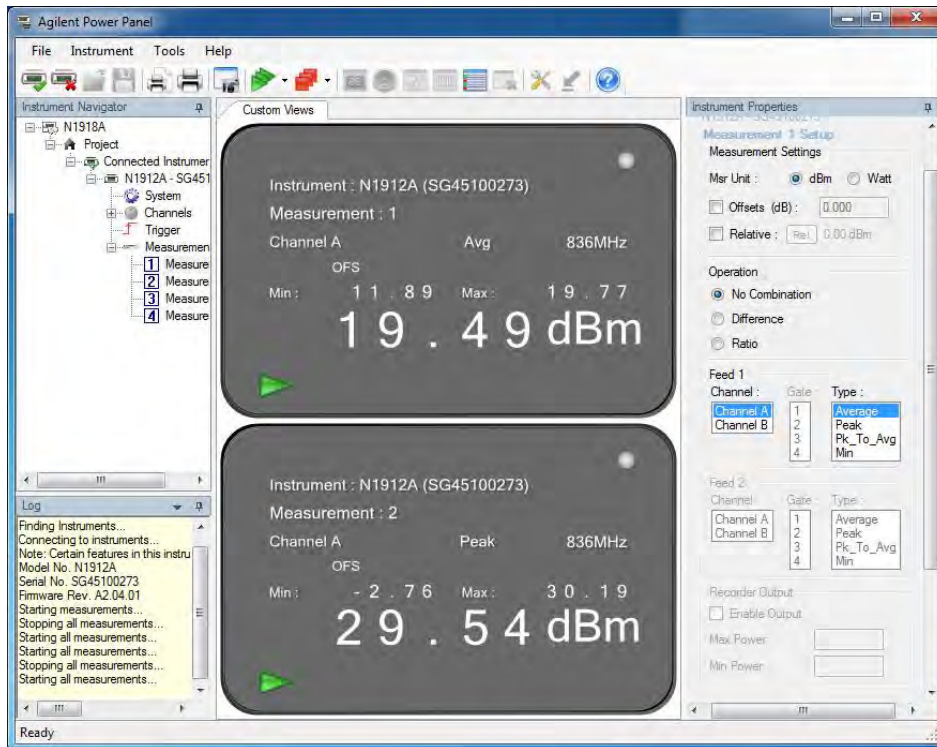 Agilent Power Panel
File Instrument Tools Help
Instrument Navigator
N1918A
Project
Connected Instrumer
N1912A - SG451
System
Channels
Trigger
Measuremen
1 Measure
2 Measure
3 Measure
4 Measure
Log
Finding Instruments...
Connecting to instruments...
Note: Certain features in this instru
Model No. N1912A
Serial No. SG45100273
Firmware Rev. A2.04.01
Starting measurements...
Stopping all measurements...
Starting all measurements...
Starting all measurements...
Stopping all measurements...
Starting all measurements...
Custom Views
Instrument : N1912A (SG45100273)
Measurement : 1
Channel A Avg 836MHz
OFS
Min : 11.89 Max : 19.77
19.49 dBm
Instrument : N1912A (SG45100273)
Measurement : 2
Channel A Peak 836MHz
OFS
Min : -2.76 Max : 30.19
29.54 dBm
Instrument Properties
Measurement 1 Setup
Measurement Settings
Msr Unit : dBm Watt
Offsets (dB) : 0.000
Relative : Rel 0.00 dBm
Operation
No Combination
Difference
Ratio
Feed 1
Channel : Gate Type :
Channel A 1 Average
Channel B 2 Peak
3 Pk_To_Avg
4 Min
Feed 2
Channel Gate Type :
Channel A 1 Average
Channel B 2 Peak
3 Pk_To_Avg
4 Min
Recorder Output
Enable Output
Max Power
Min Power
Ready